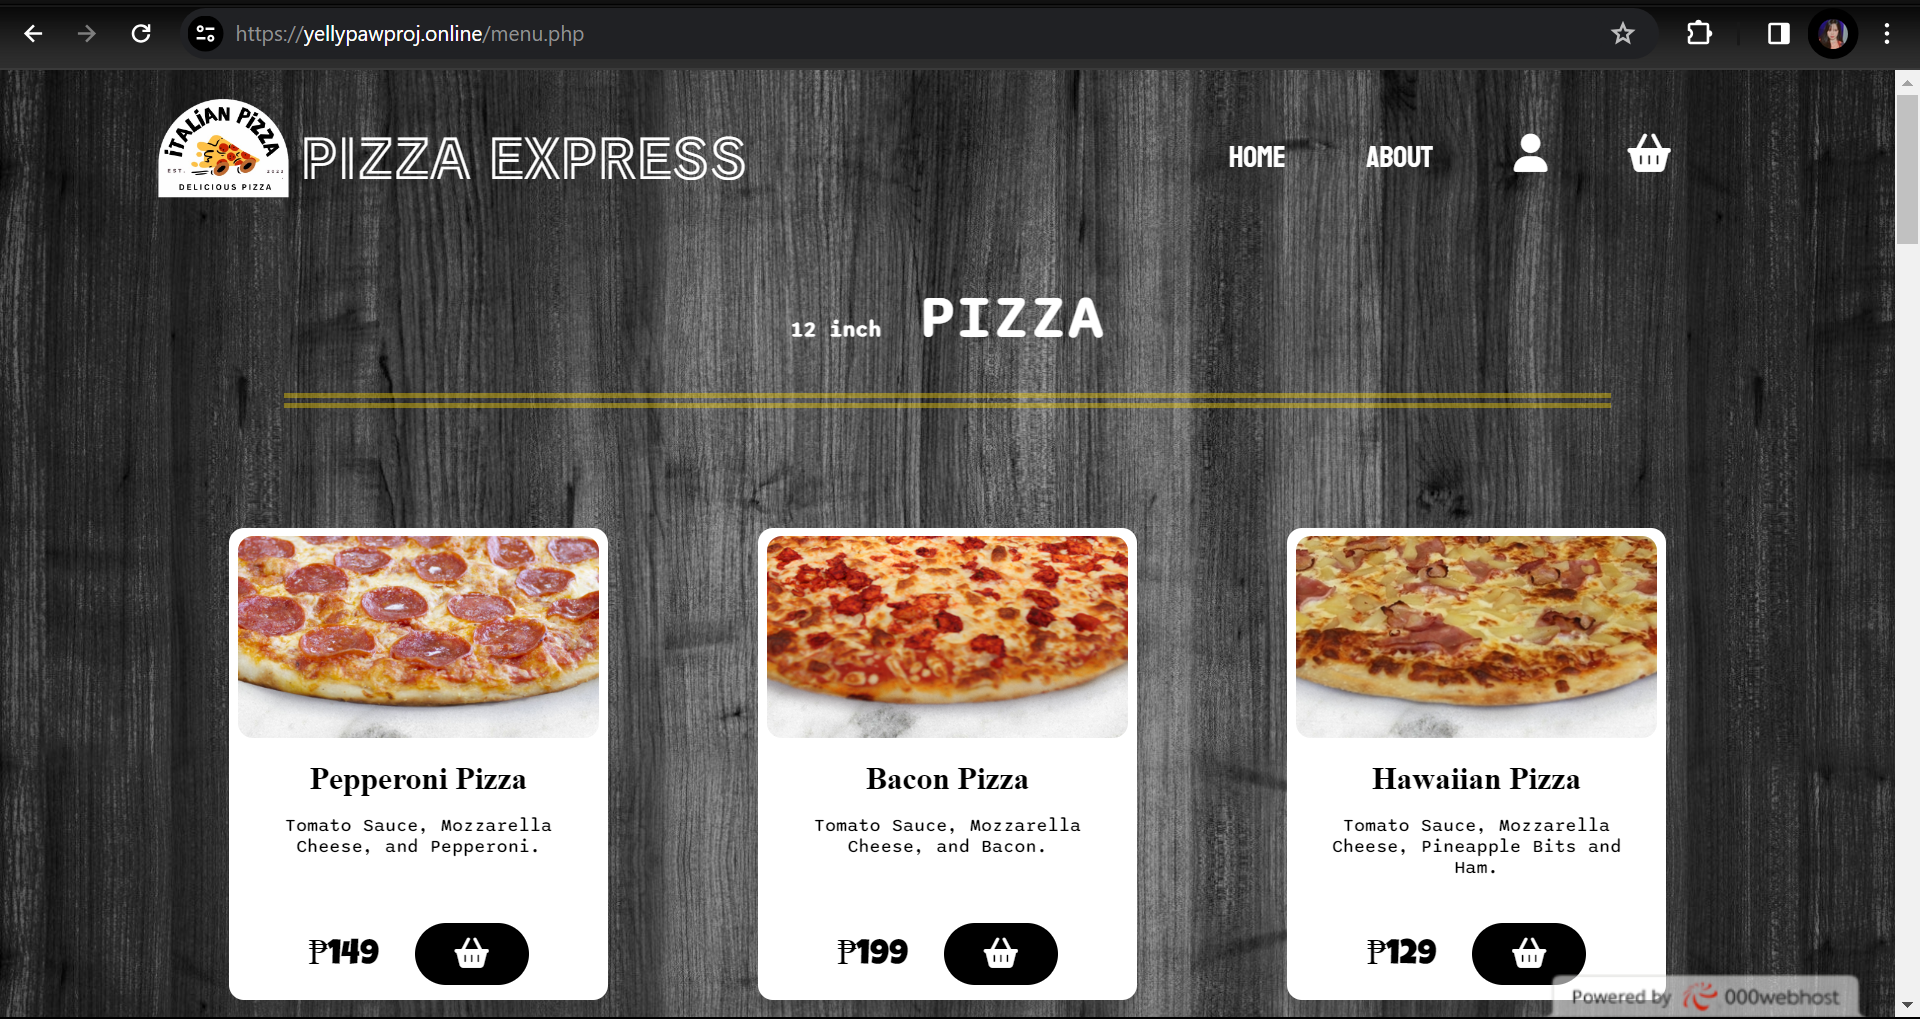 https://yellypawproj.online/menu.php
iTALiAN PiZZA
EST. 2023
DELICIOUS PIZZA
PIZZA EXPRESS
HOME
ABOUT
12 inch PIZZA
Pepperoni Pizza
Tomato Sauce, Mozzarella
Cheese, and Pepperoni.
₱149
Bacon Pizza
Tomato Sauce, Mozzarella
Cheese, and Bacon.
₱199
Hawaiian Pizza
Tomato Sauce, Mozzarella
Cheese, Pineapple Bits and
Ham.
₱129
Powered by 000webhost